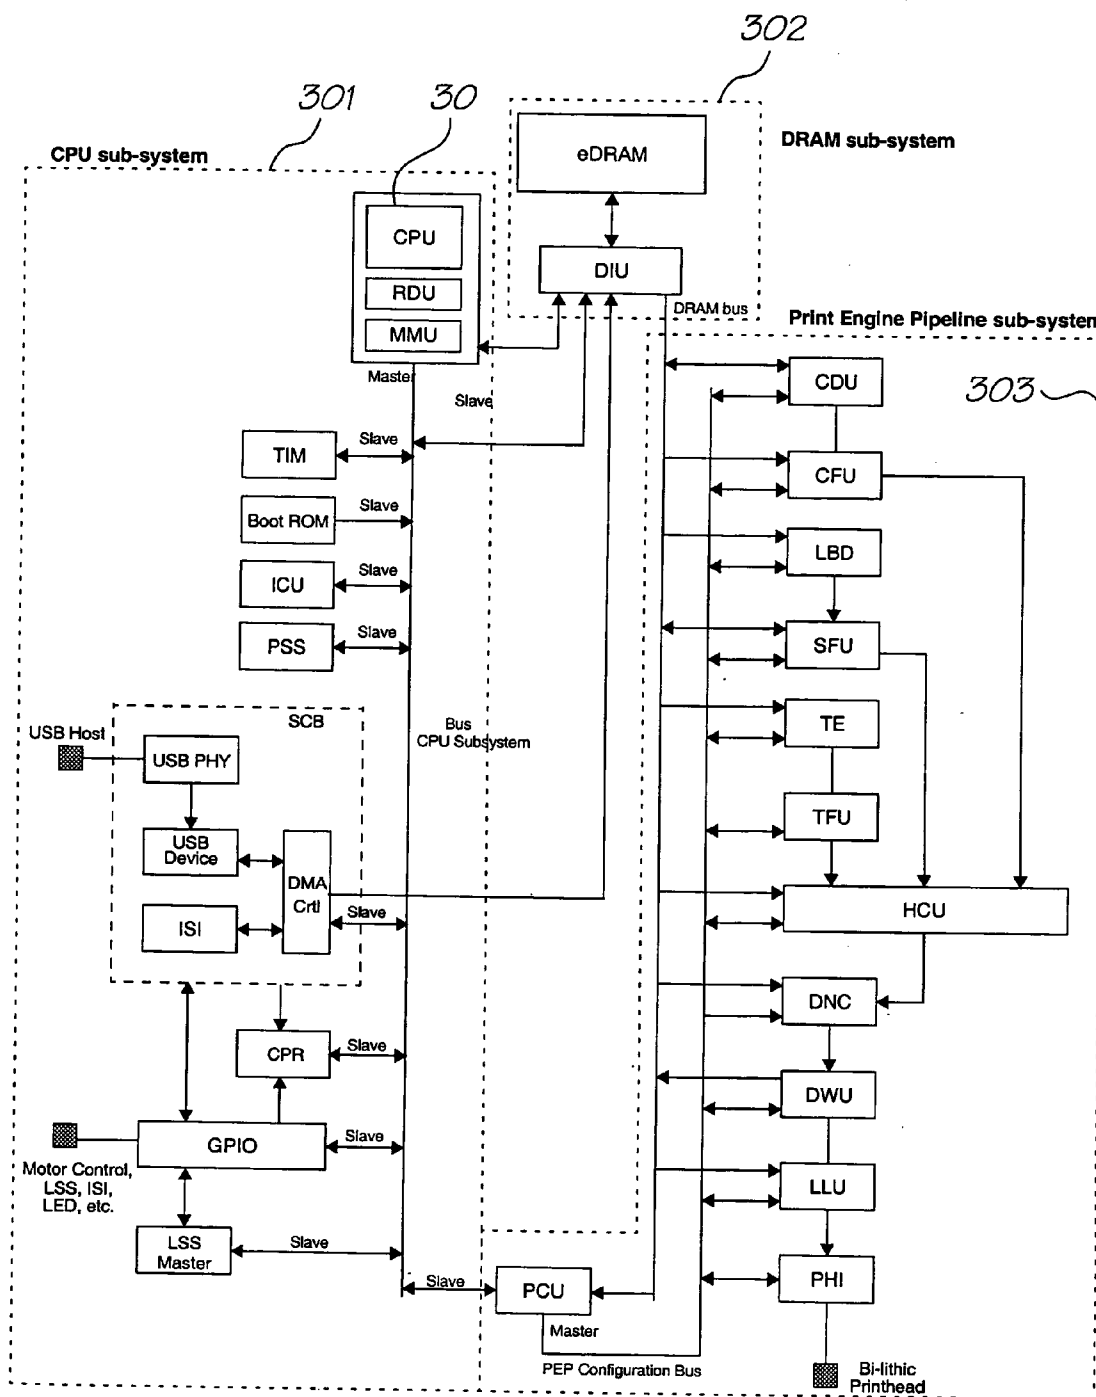 302
301
30
CPU sub-system
DRAM sub-system
eDRAM
CPU
RDU
MMU
DIU
DRAM bus
Print Engine Pipeline sub-system
Master
Slave
303
CDU
TIM
Slave
CFU
Boot ROM
Slave
LBD
ICU
Slave
PSS
Slave
SFU
SCB
USB Host
USB PHY
Bus
CPU Subsystem
TE
USB
Device
DMA
Crtl
TFU
ISI
Slave
HCU
DNC
CPR
Slave
DWU
GPIO
Slave
Motor Control,
LSS, ISI,
LED, etc.
LLU
LSS
Master
Slave
Slave
PCU
PHI
Master
PEP Configuration Bus
Bi-lithic
Printhead